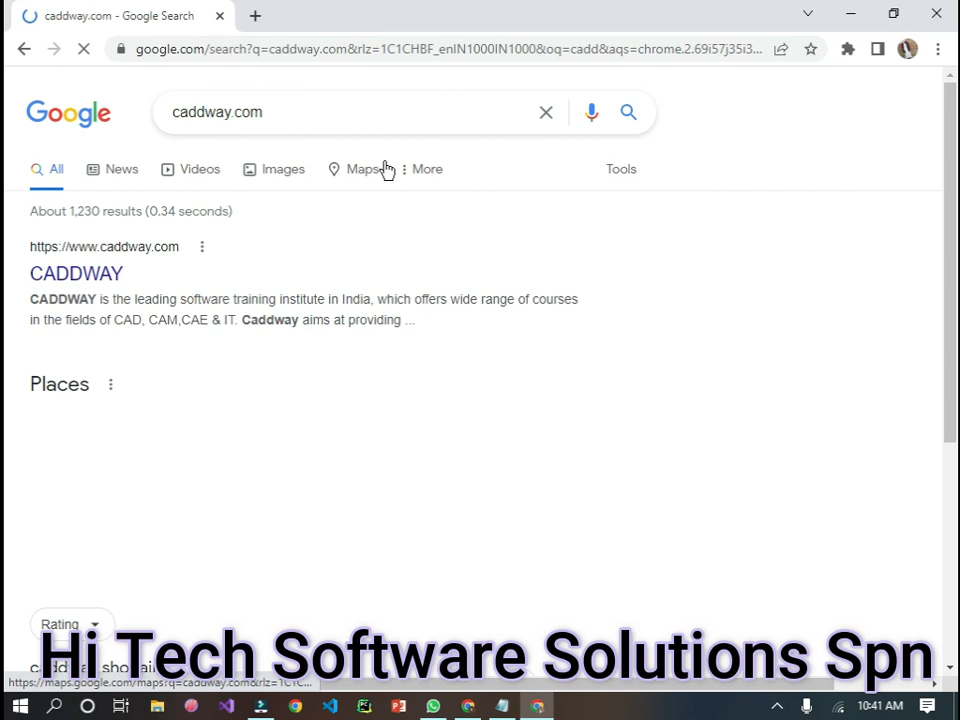 caddway.com - Google Search
google.com/search?q=caddway.com&rlz=1C1CHBF_enIN1000IN1000&oq=cadd&aqs=chrome.2.69i57j35i3...
Google
caddway.com
All News Videos Images Maps More Tools
About 1,230 results (0.34 seconds)
https://www.caddway.com
CADDWAY
CADDWAY is the leading software training institute in India, which offers wide range of courses
in the fields of CAD, CAM,CAE & IT. Caddway aims at providing ...
Places
Rating
Hi Tech Software Solutions Spn
https://maps.google.com/maps?q=caddway.com&rlz=1C1C...
10:41 AM